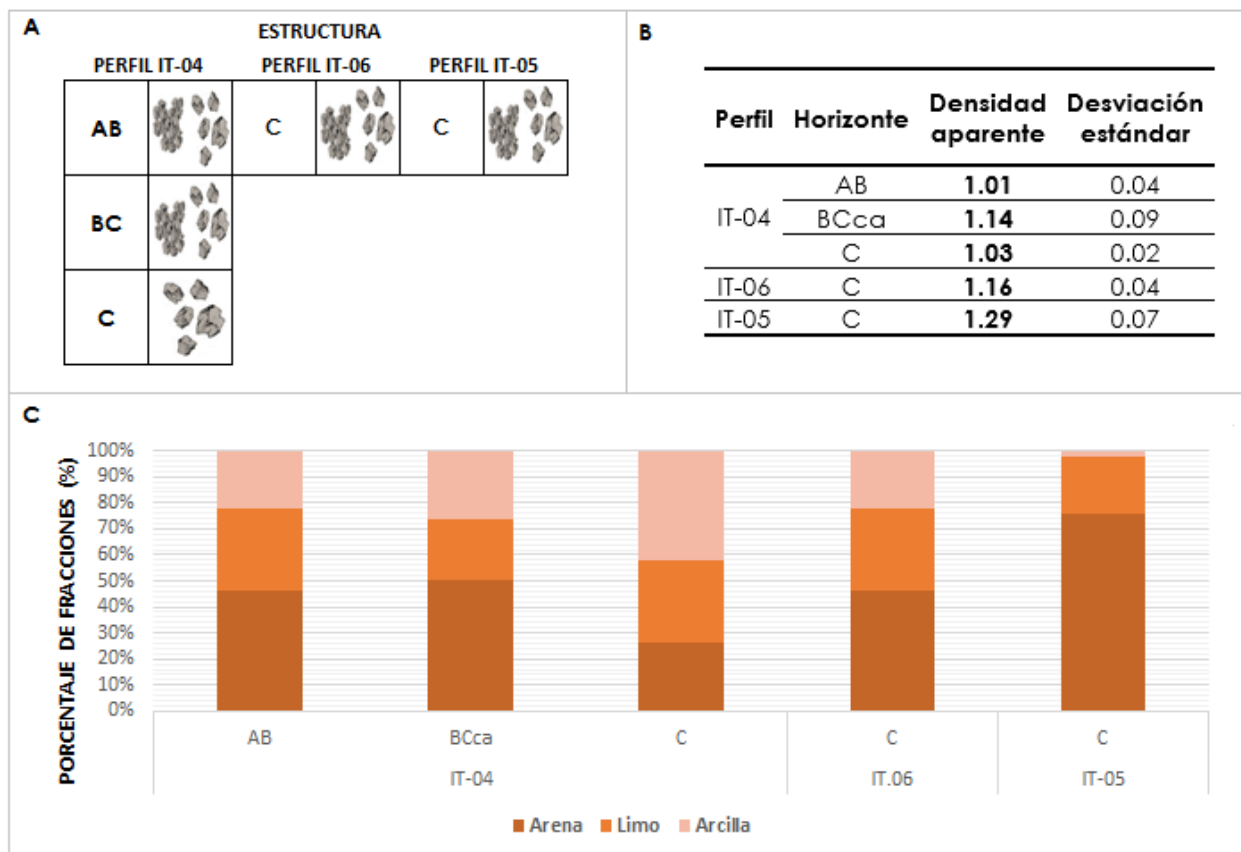 A
ESTRUCTURA
PERFIL IT-04 PERFIL IT-06 PERFIL IT-05
AB C C
BC
C
B
Perfil Horizonte Densidad aparente Desviación estándar
IT-04 AB 1.01 0.04
BCca 1.14 0.09
C 1.03 0.02
IT-06 C 1.16 0.04
IT-05 C 1.29 0.07
C
PORCENTAJE DE FRACCIONES (%)
100%
90%
80%
70%
60%
50%
40%
30%
20%
10%
0%
AB BCca C C C
IT-04 IT.06 IT-05
Arena Limo Arcilla